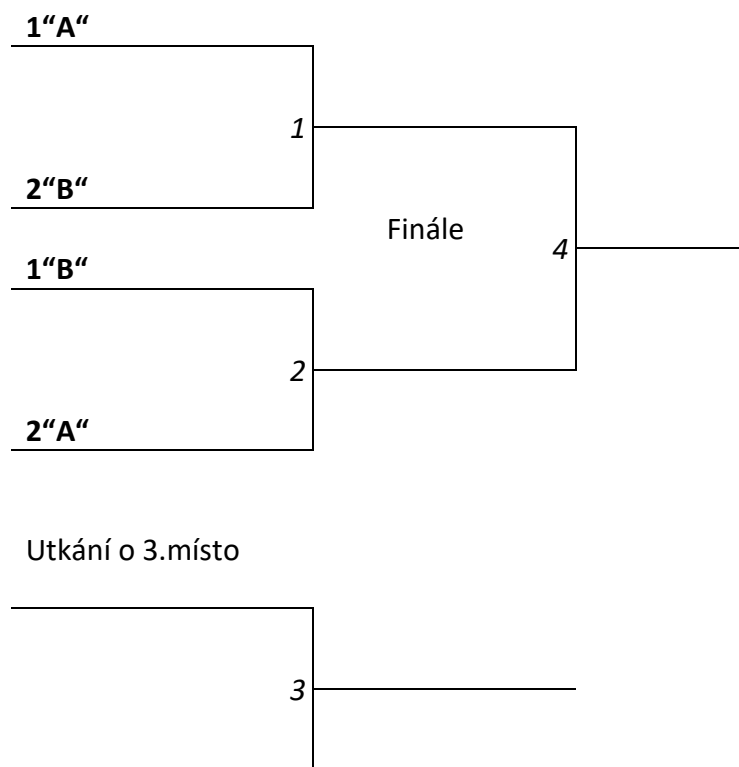 1“A“
1
2“B“
Finále
4
1“B“
2
2“A“
Utkání o 3.místo
3